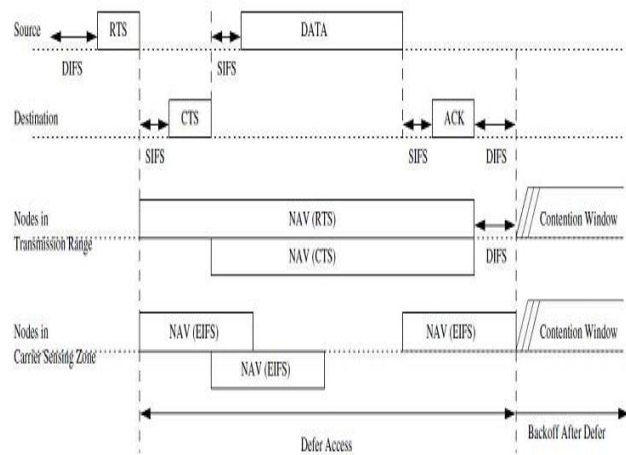 Source
RTS
DATA
DIFS
SIFS
Destination
CTS
ACK
SIFS
SIFS
DIFS
Nodes in
Transmission Range
NAV (RTS)
NAV (CTS)
DIFS
Contention Window
Nodes in
Carrier Sensing Zone
NAV (EIFS)
NAV (EIFS)
NAV (EIFS)
Contention Window
Defer Access
Backoff After Defer